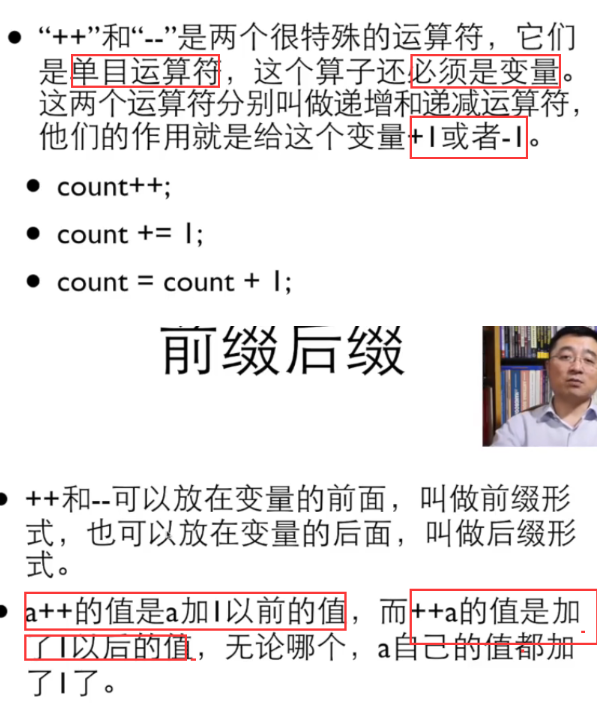 “++”和“--”是两个很特殊的运算符，它们
是单目运算符，这个算子还必须是变量。
这两个运算符分别叫做递增和递减运算符，
他们的作用就是给这个变量+1或者-1。
count++;
count += 1;
count = count + 1;
前缀后缀
++和--可以放在变量的前面，叫做前缀形
式，也可以放在变量的后面，叫做后缀形
式。
a++的值是a加1以前的值，而++a的值是加
了1以后的值，无论哪个，a自己的值都加
了1了。